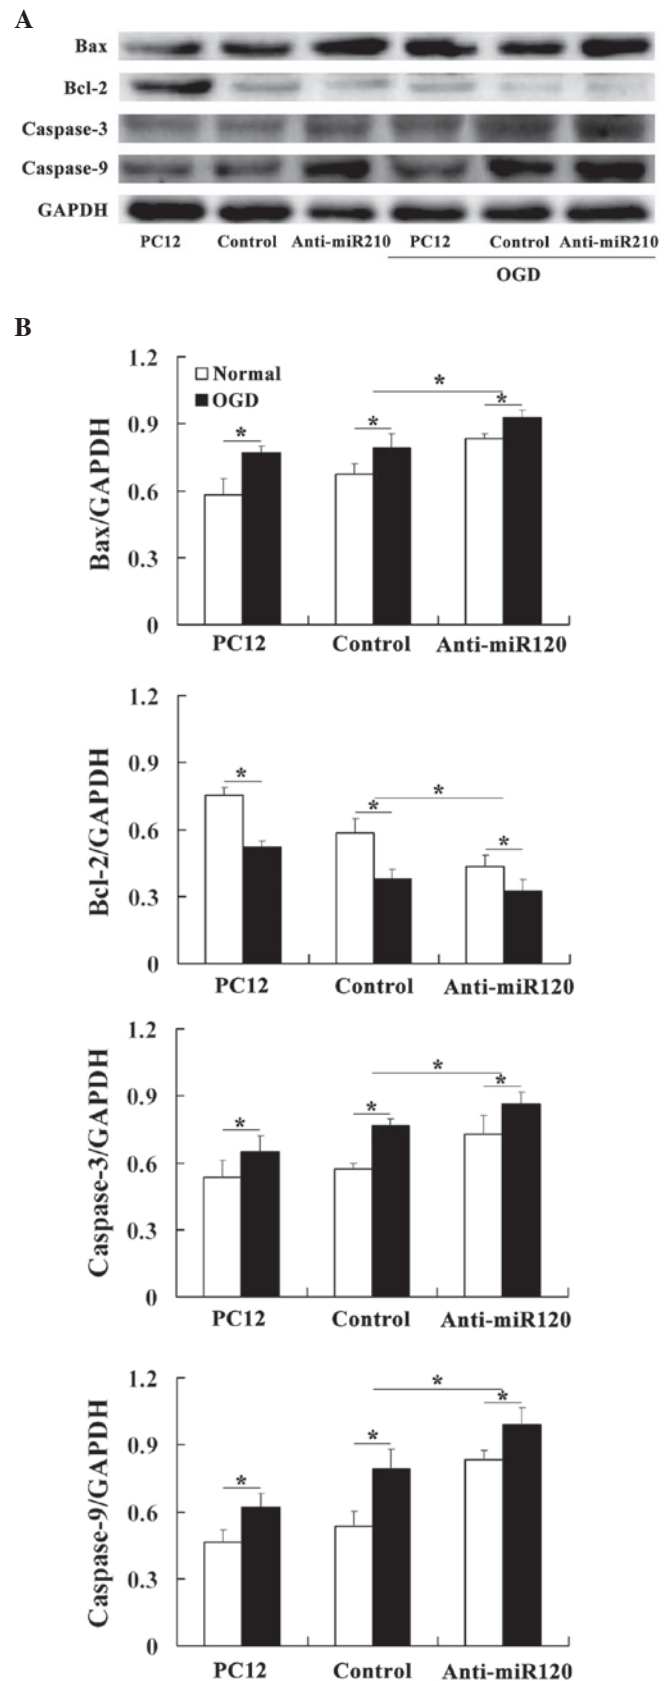 A
Bax
Bcl-2
Caspase-3
Caspase-9
GAPDH
PC12 Control Anti-miR210 PC12 Control Anti-miR210
OGD
B
1.2
Normal
OGD
*
*
*
*
0.9
0.6
0.3
0
Bax/GAPDH
PC12 Control Anti-miR120
1.2
0.9
0.6
0.3
0
*
*
*
*
Bcl-2/GAPDH
PC12 Control Anti-miR120
1.2
0.9
0.6
0.3
0
*
*
*
*
Caspase-3/GAPDH
PC12 Control Anti-miR120
1.2
0.9
0.6
0.3
0
*
*
*
*
Caspase-9/GAPDH
PC12 Control Anti-miR120